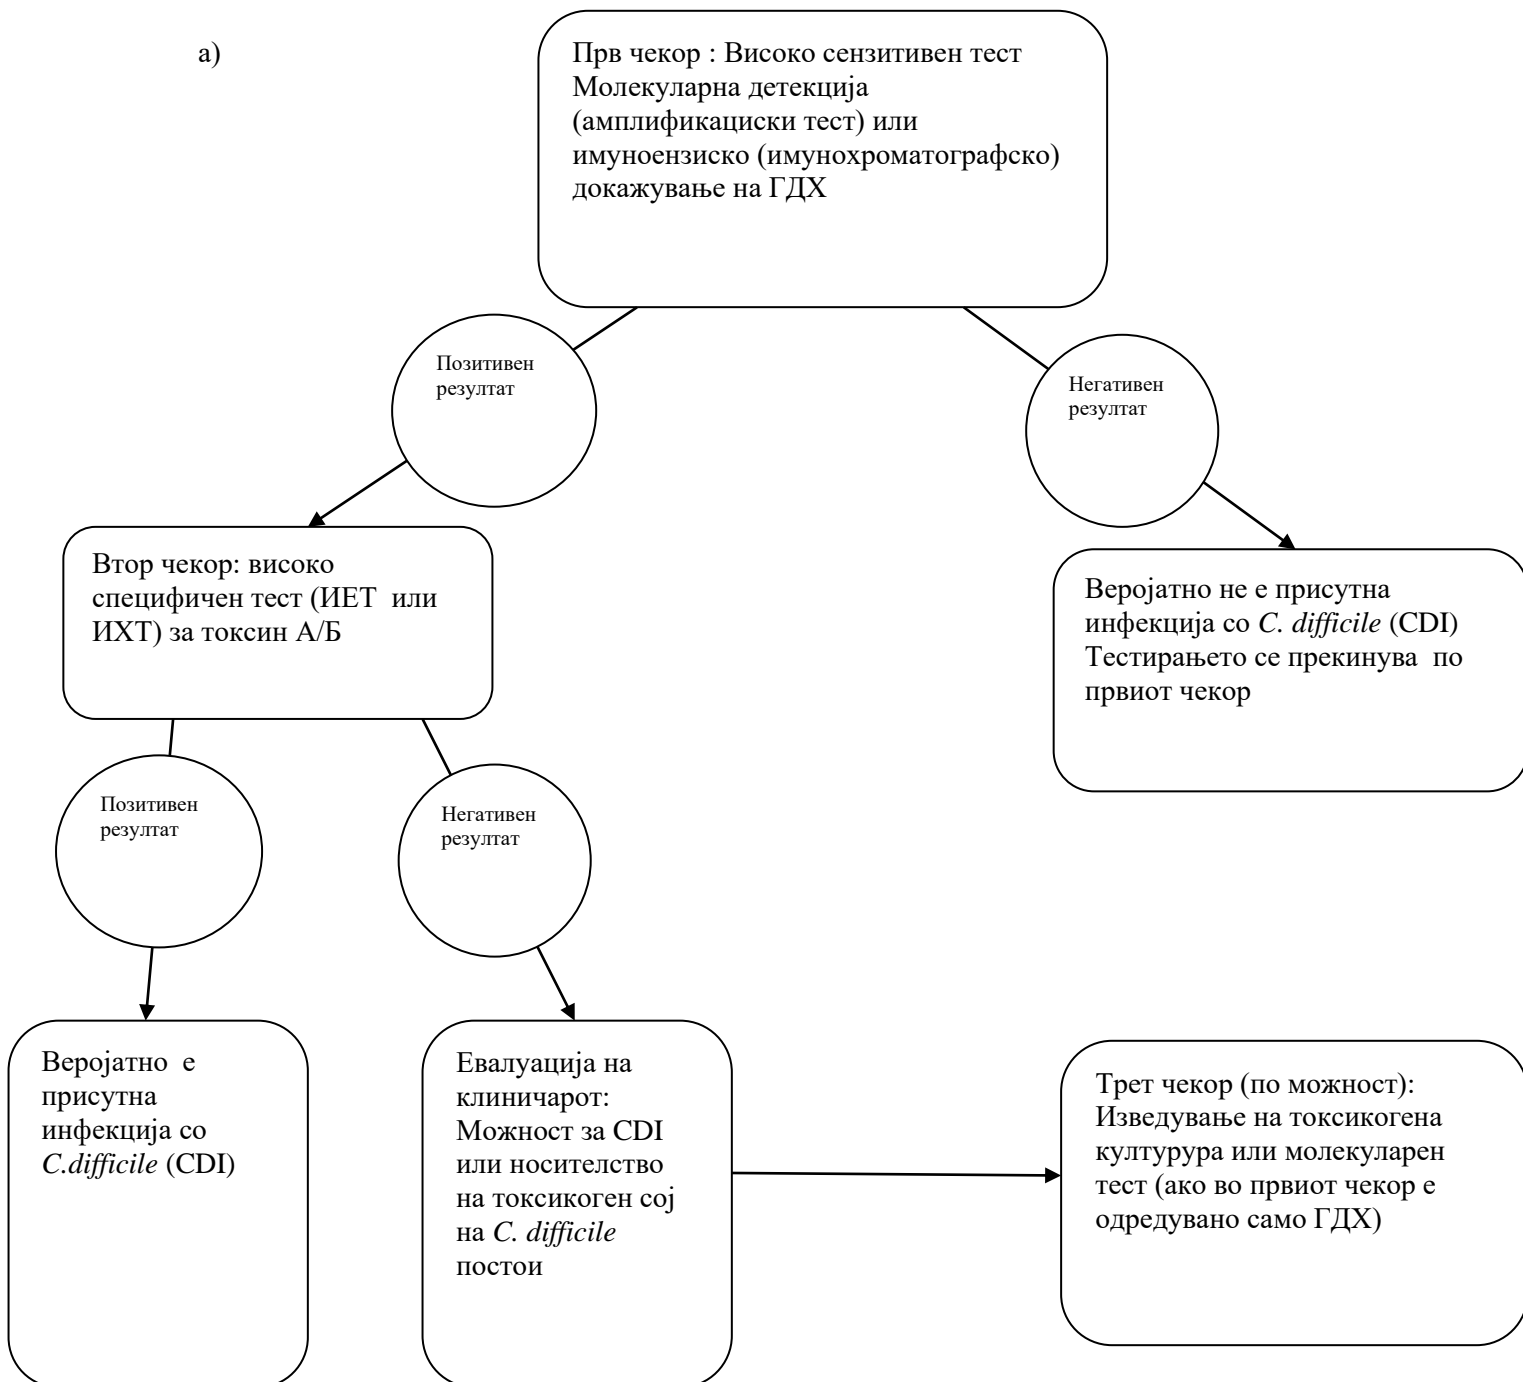 а)
Прв чекор : Високо сензитивен тест
Молекуларна детекција
(амплификациски тест) или
имуноензиско (имунохроматографско)
докажување на ГДХ
Позитивен
резултат
Негативен
резултат
Втор чекор: високо
специфичен тест (ИЕТ или
ИХТ) за токсин А/Б
Веројатно не е присутна
инфекција со C. difficile (CDI)
Тестирањето се прекинува по
првиот чекор
Позитивен
резултат
Негативен
резултат
Веројатно е
присутна
инфекција со
C.difficile (CDI)
Евалуација на
клиничарот:
Можност за CDI
или носителство
на токсикоген сој
на C. difficile
постои
Трет чекор (по можност):
Изведување на токсикогена
културура или молекуларен
тест (ако во првиот чекор е
одредувано само ГДХ)